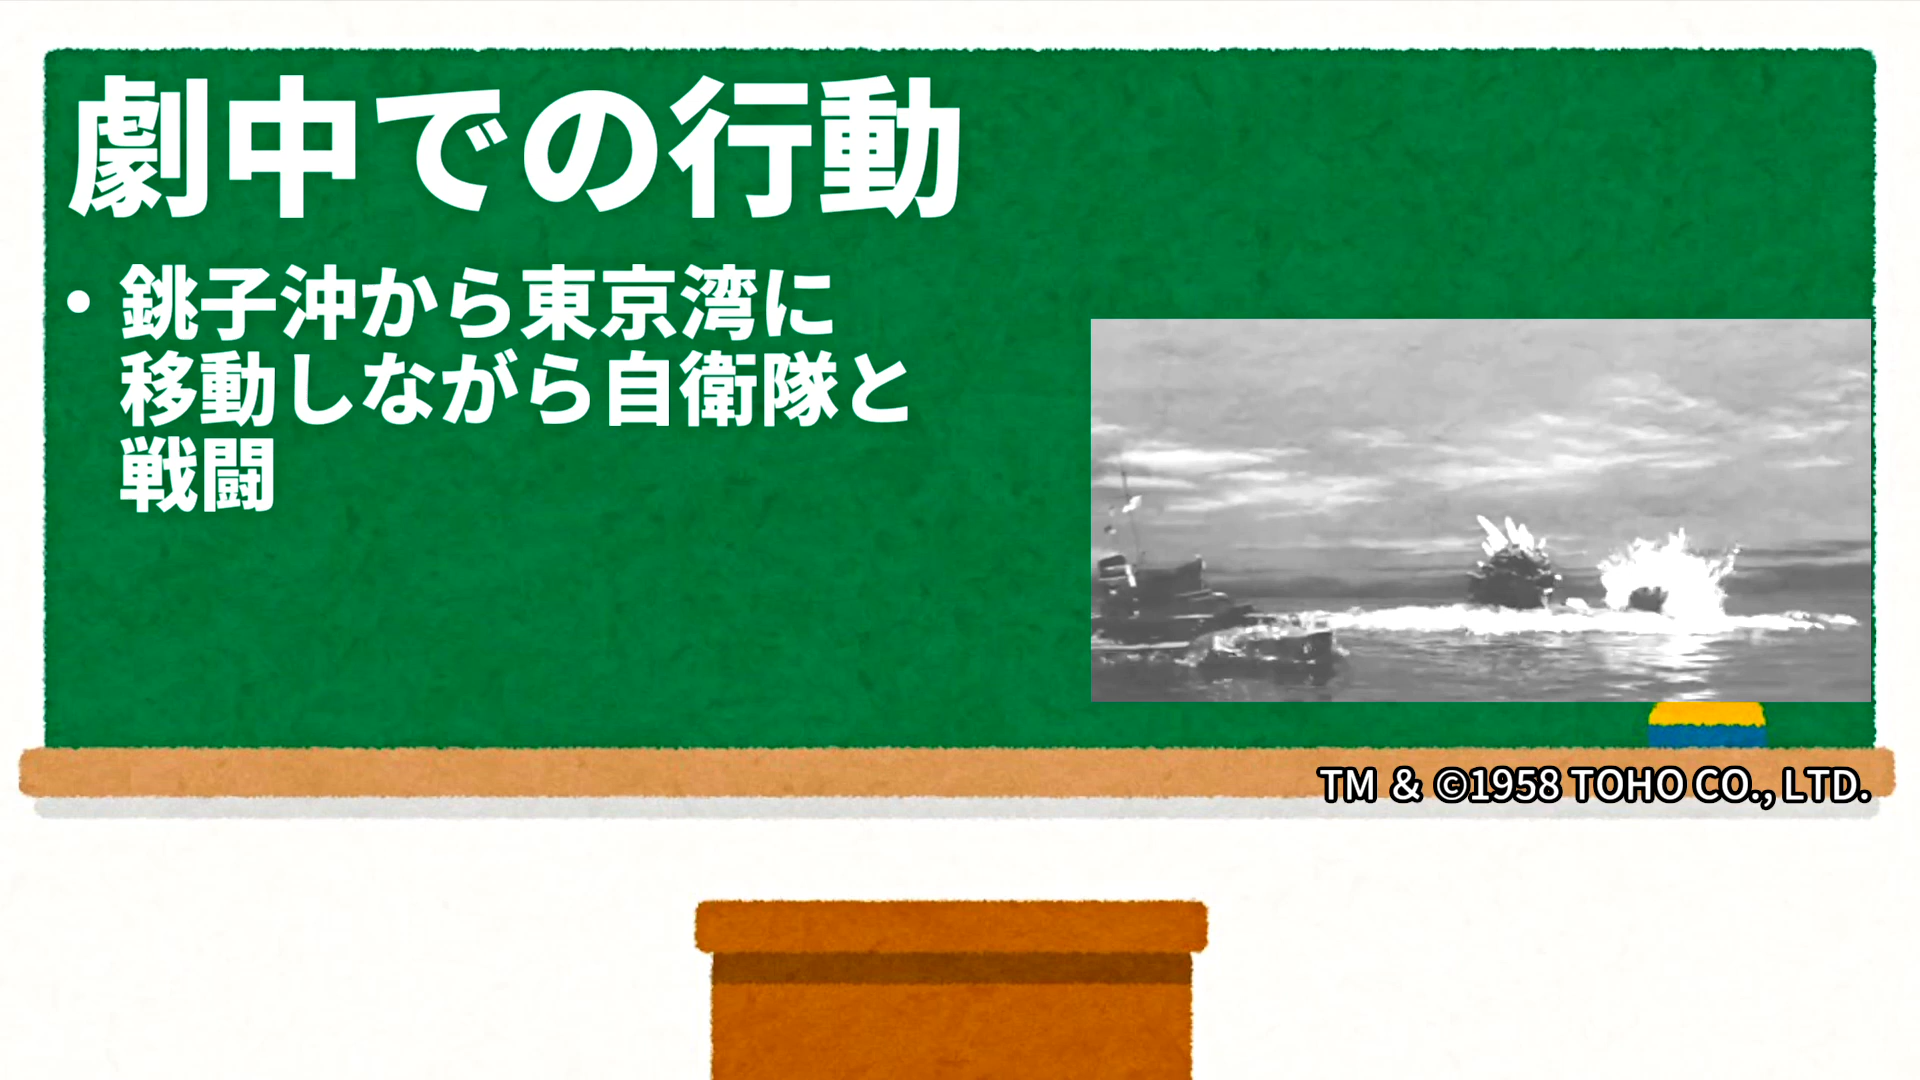 劇中での行動
• 銚子沖から東京湾に
移動しながら自衛隊と
戦闘
TM & ©1958 TOHO CO., LTD.